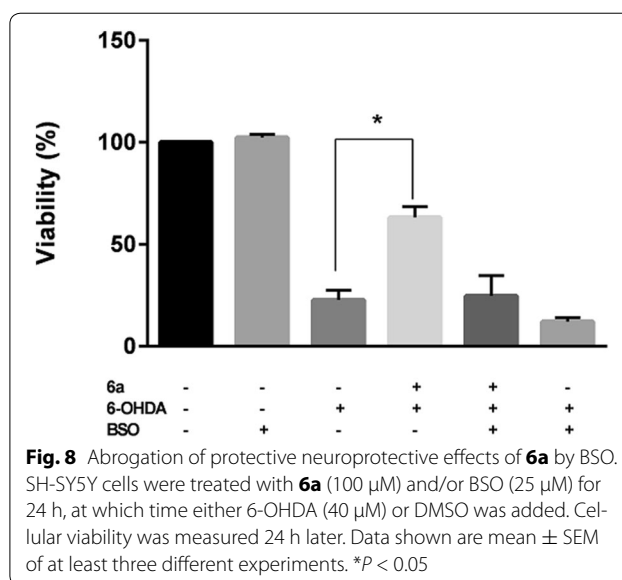 150
100
50
0
Viability (%)
*
6a - - - + + -
6-OHDA - - + + + +
BSO - + - - + +
Fig. 8 Abrogation of protective neuroprotective effects of 6a by BSO.
SH-SY5Y cells were treated with 6a (100 μM) and/or BSO (25 μM) for
24 h, at which time either 6-OHDA (40 μM) or DMSO was added. Cel-
lular viability was measured 24 h later. Data shown are mean ± SEM
of at least three different experiments. *P < 0.05